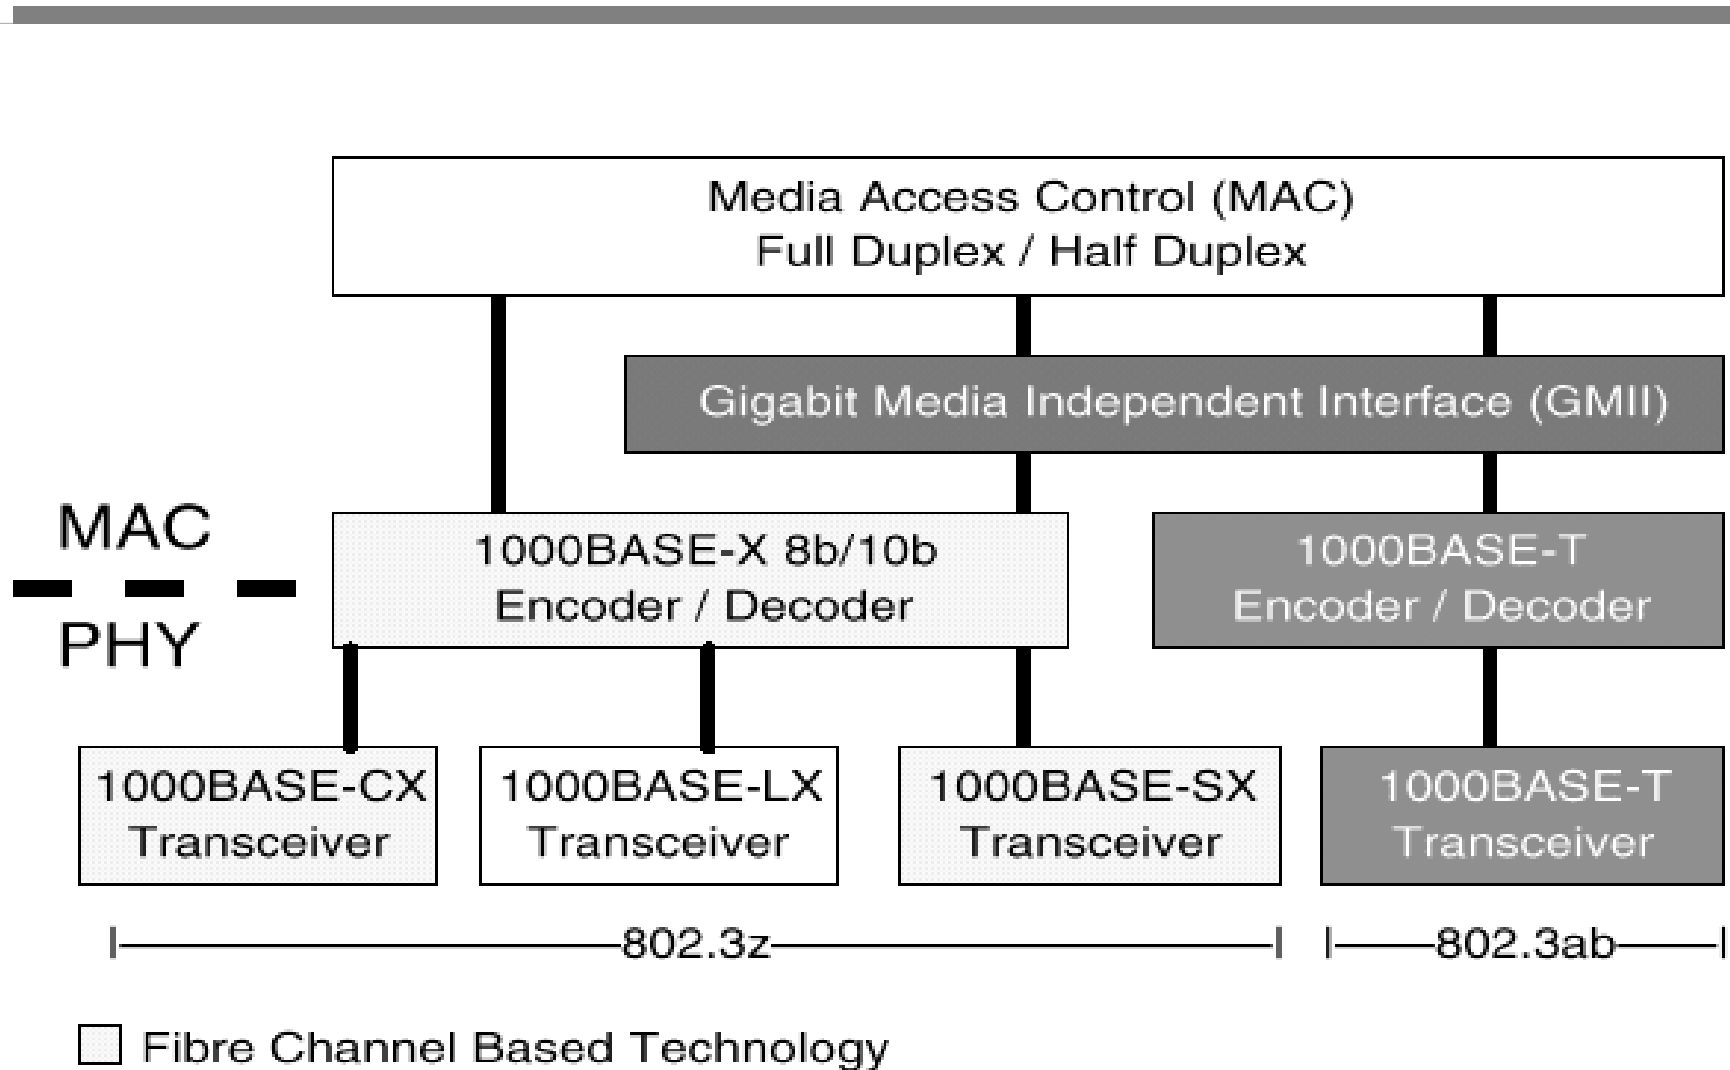 Media Access Control (MAC)
Full Duplex / Half Duplex
Gigabit Media Independent Interface (GMII)
MAC
PHY
1000BASE-X 8b/10b
Encoder / Decoder
1000BASE-T
Encoder / Decoder
1000BASE-CX
Transceiver
1000BASE-LX
Transceiver
1000BASE-SX
Transceiver
1000BASE-T
Transceiver
802.3z
802.3ab
Fibre Channel Based Technology